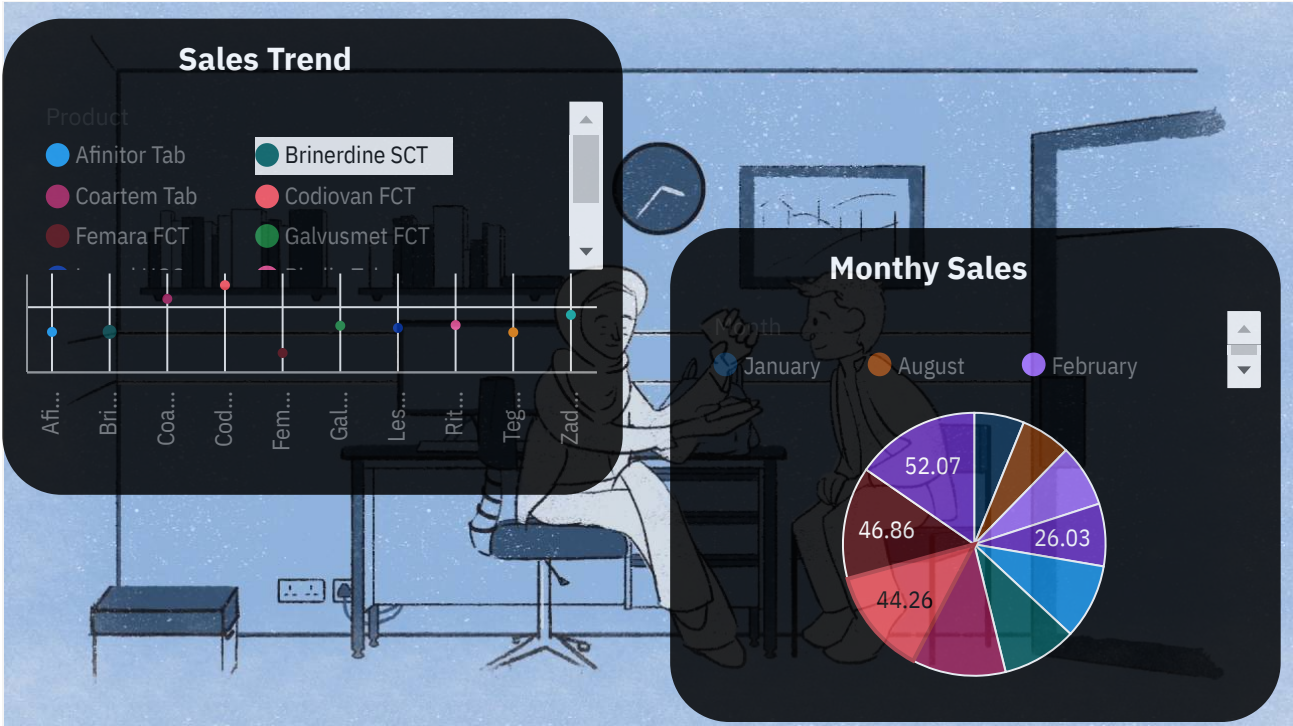 Sales Trend
Product
Afinitor Tab
Brinerdine SCT
Coartem Tab
Codiovan FCT
Femara FCT
Galvusmet FCT
Afi...
Bri...
Coa...
Cod...
Fem...
Gal...
Les...
Rit...
Teg...
Zad...
Monthy Sales
Month
January
August
February
52.07
46.86
26.03
44.26